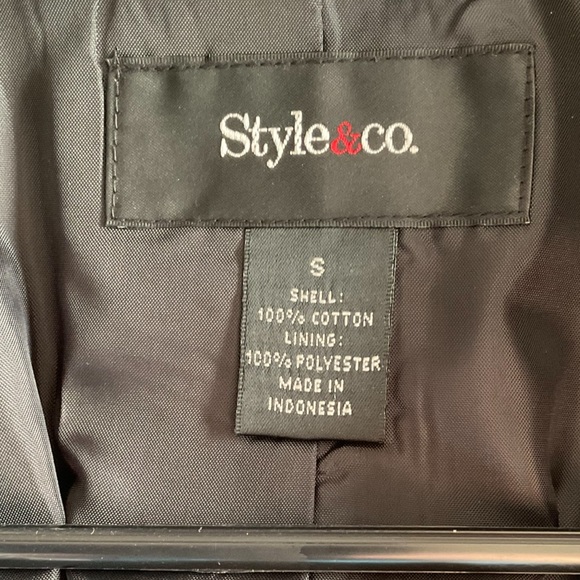 Style&co.
S
SHELL:
100% COTTON
LINING:
100% POLYESTER
MADE IN
INDONESIA